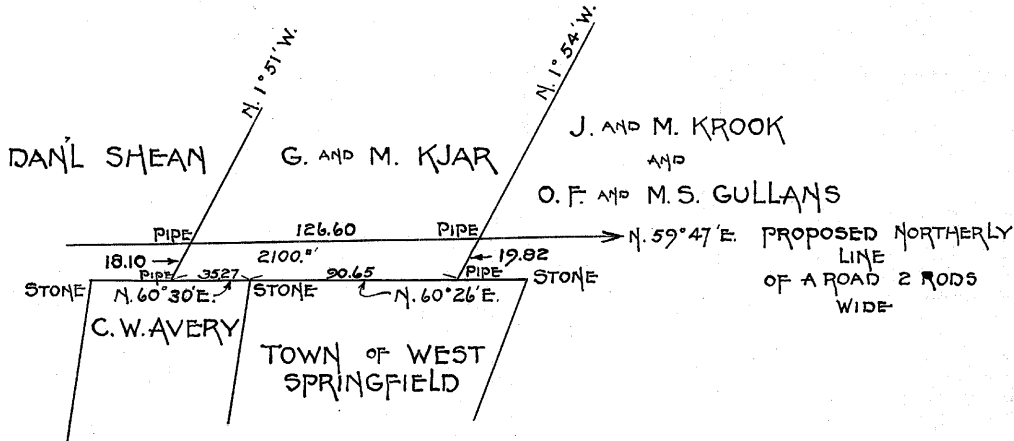 N. 1° 51' W.
N. 1° 54' W.
DAN'L SHEAN
G. AND M. KJAR
J. AND M. KROOK
AND
O. F. AND M. S. GULLANS
PIPE
126.60
PIPE
N. 59° 47' E.
PROPOSED NORTHERLY
LINE
OF A ROAD 2 RODS
WIDE
18.10
2100.□'
19.82
PIPE
35.27
90.65
PIPE
STONE
N. 60° 30' E.
STONE
N. 60° 26' E.
STONE
C. W. AVERY
TOWN OF WEST
SPRINGFIELD